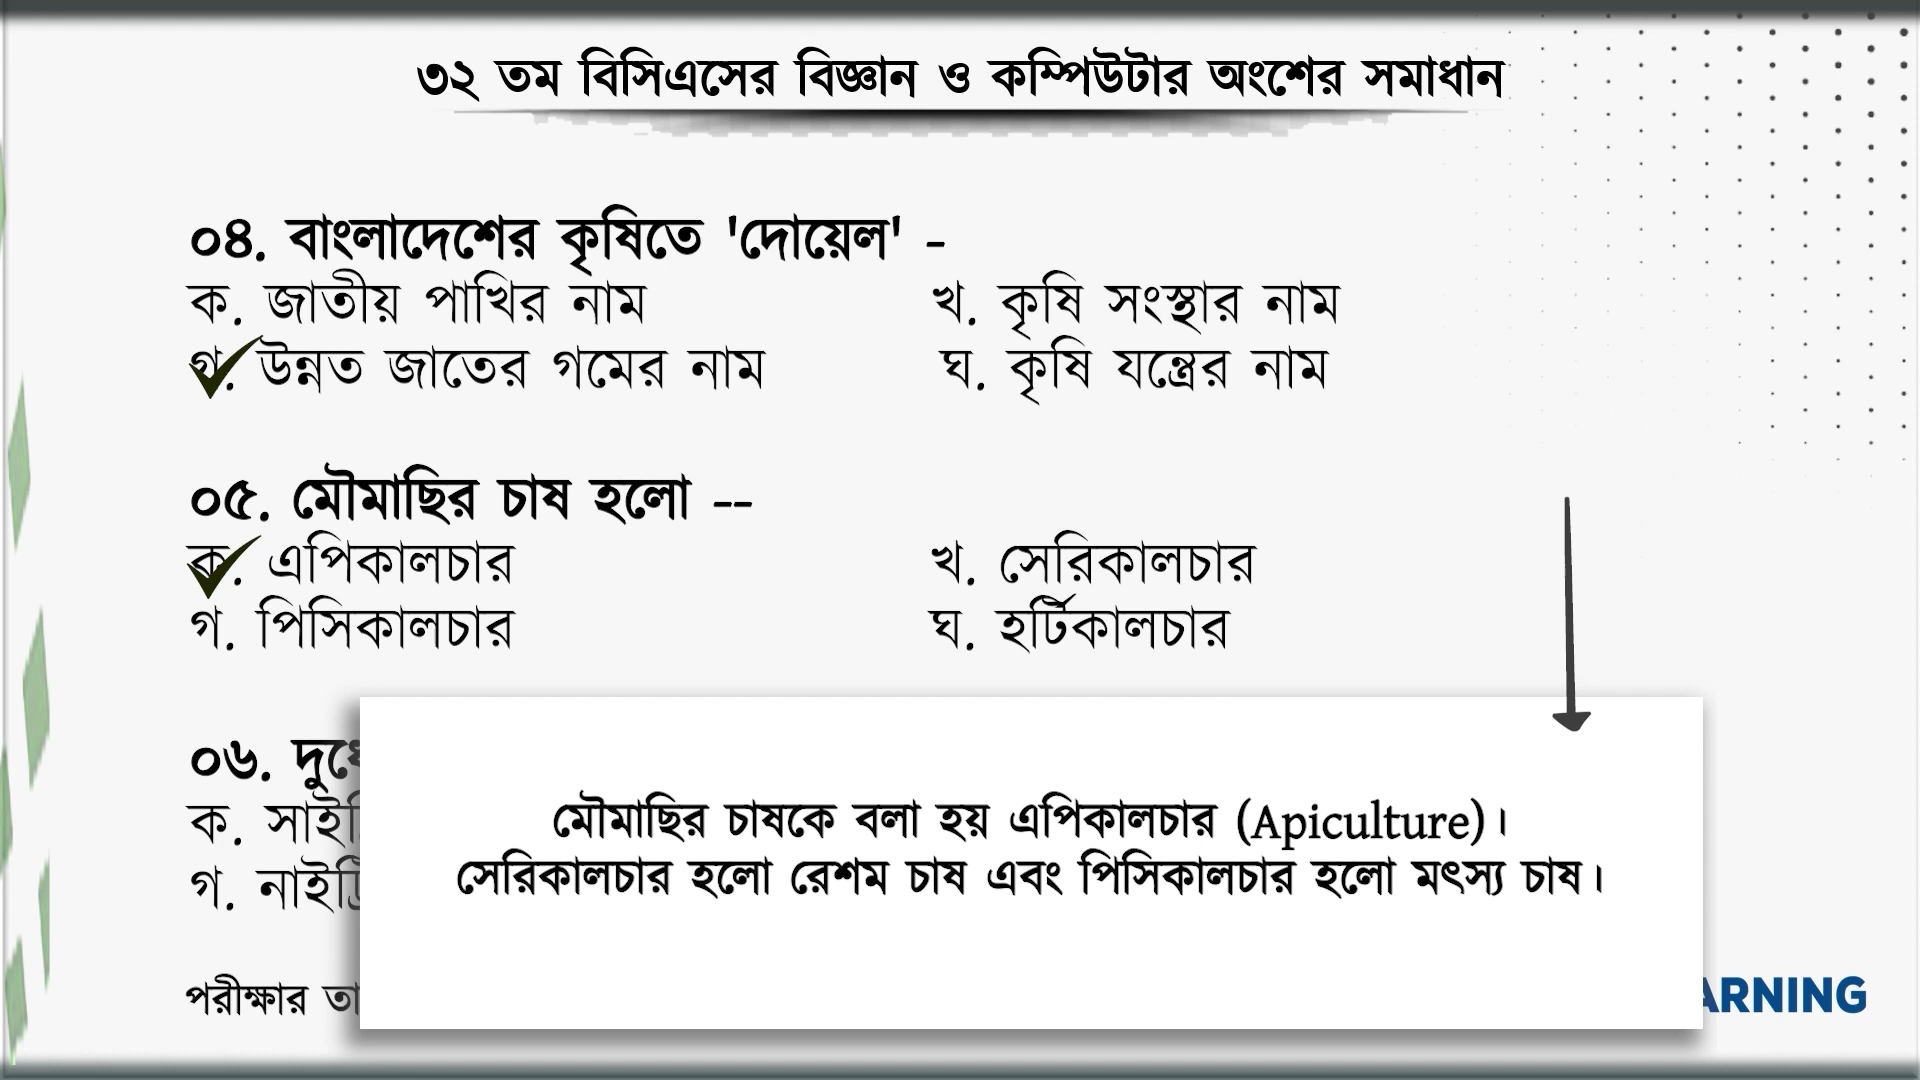 ৩২ তম বিসিএসের বিজ্ঞান ও কম্পিউটার অংশের সমাধান
০৪. বাংলাদেশের কৃষিতে 'দোয়েল' -
ক. জাতীয় পাখির নাম খ. কৃষি সংস্থার নাম
গ. উন্নত জাতের গমের নাম ঘ. কৃষি যন্ত্রের নাম
০৫. মৌমাছির চাষ হলো --
ক. এপিকালচার খ. সেরিকালচার
গ. পিসিকালচার ঘ. হর্টিকালচার
০৬.
ক.
গ.
মৌমাছির চাষকে বলা হয় এপিকালচার (Apiculture)।
সেরিকালচার হলো রেশম চাষ এবং পিসিকালচার হলো মৎস্য চাষ।
পরীক্ষার